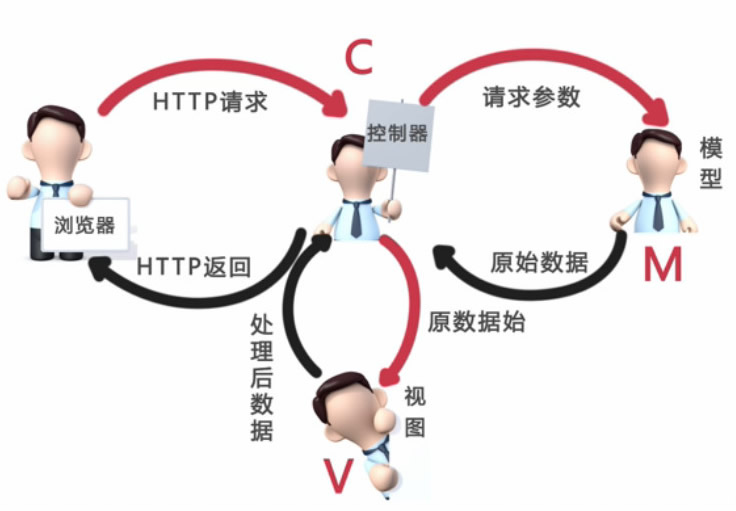 C
HTTP请求
请求参数
控制器
模型
浏览器
M
HTTP返回
原始数据
原数据始
处理后数据
视图
V